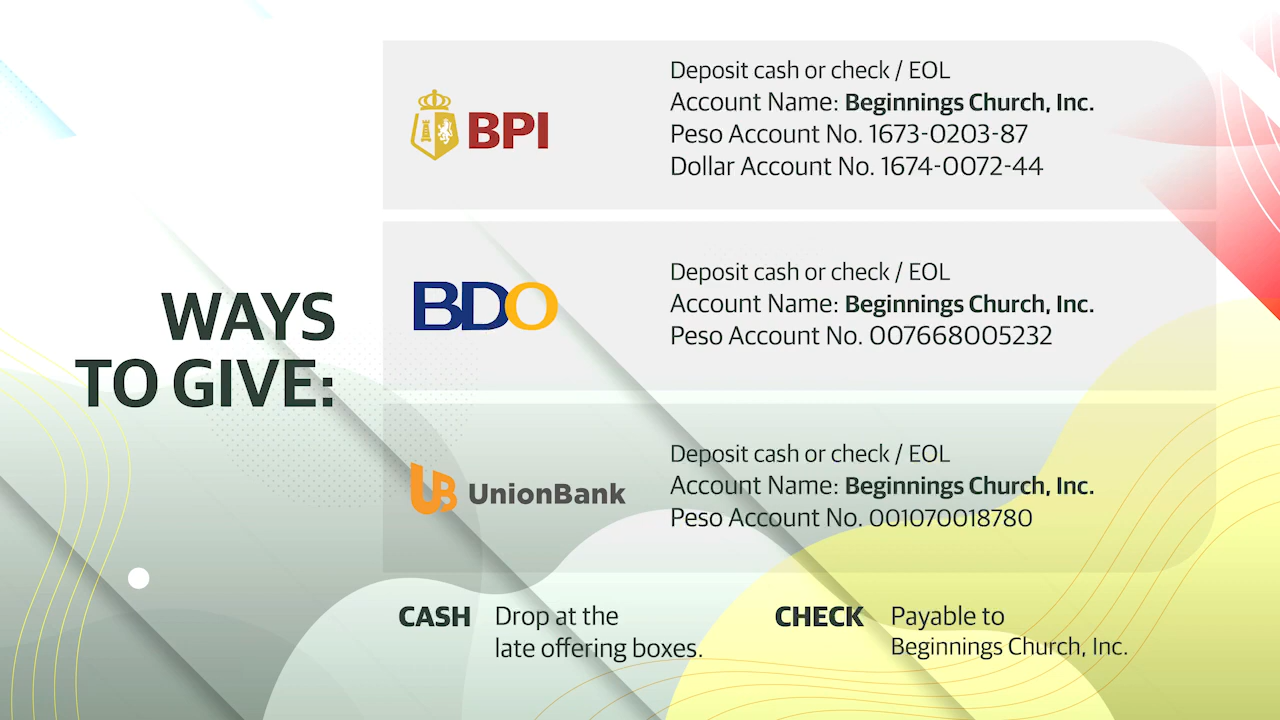 WAYS
TO GIVE:
BPI
Deposit cash or check / EOL
Account Name: Beginnings Church, Inc.
Peso Account No. 1673-0203-87
Dollar Account No. 1674-0072-44
BDO
Deposit cash or check / EOL
Account Name: Beginnings Church, Inc.
Peso Account No. 007668005232
UB UnionBank
Deposit cash or check / EOL
Account Name: Beginnings Church, Inc.
Peso Account No. 001070018780
CASH Drop at the
late offering boxes.
CHECK Payable to
Beginnings Church, Inc.